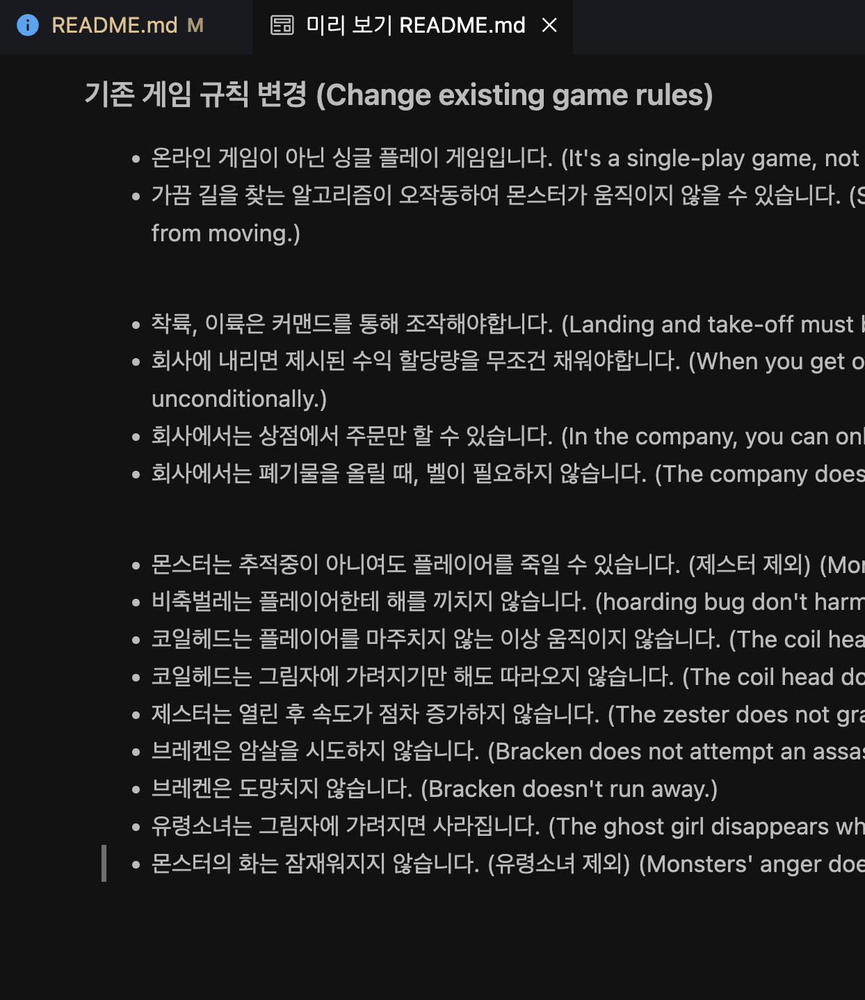 README.md M
미리 보기 README.md
기존 게임 규칙 변경 (Change existing game rules)
온라인 게임이 아닌 싱글 플레이 게임입니다. (It's a single-play game, not
가끔 길을 찾는 알고리즘이 오작동하여 몬스터가 움직이지 않을 수 있습니다. (S
from moving.)
착륙, 이륙은 커맨드를 통해 조작해야합니다. (Landing and take-off must b
회사에 내리면 제시된 수익 할당량을 무조건 채워야합니다. (When you get o
unconditionally.)
회사에서는 상점에서 주문만 할 수 있습니다. (In the company, you can onl
회사에서는 폐기물을 올릴 때, 벨이 필요하지 않습니다. (The company does
몬스터는 추적중이 아니여도 플레이어를 죽일 수 있습니다. (제스터 제외) (Mon
비축벌레는 플레이어한테 해를 끼치지 않습니다. (hoarding bug don't harm
코일헤드는 플레이어를 마주치지 않는 이상 움직이지 않습니다. (The coil hea
코일헤드는 그림자에 가려지기만 해도 따라오지 않습니다. (The coil head do
제스터는 열린 후 속도가 점차 증가하지 않습니다. (The zester does not gra
브레켄은 암살을 시도하지 않습니다. (Bracken does not attempt an assas
브레켄은 도망치지 않습니다. (Bracken doesn't run away.)
유령소녀는 그림자에 가려지면 사라집니다. (The ghost girl disappears wh
몬스터의 화는 잠재워지지 않습니다. (유령소녀 제외) (Monsters' anger doe